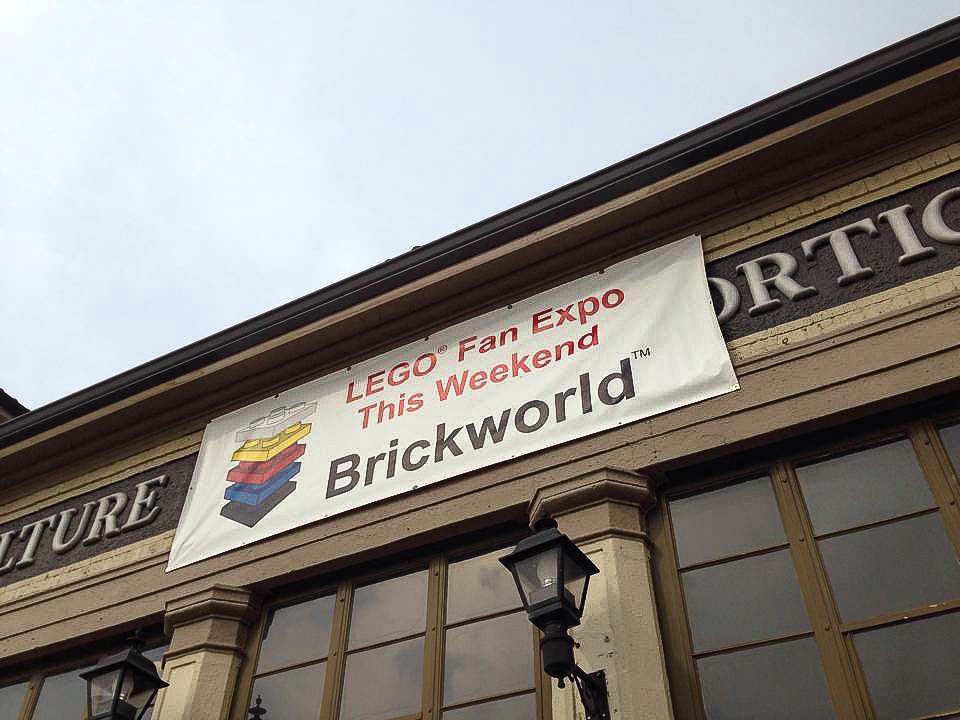 LEGO® Fan Expo
This Weekend
Brickworld™
LTURE
ORTIC